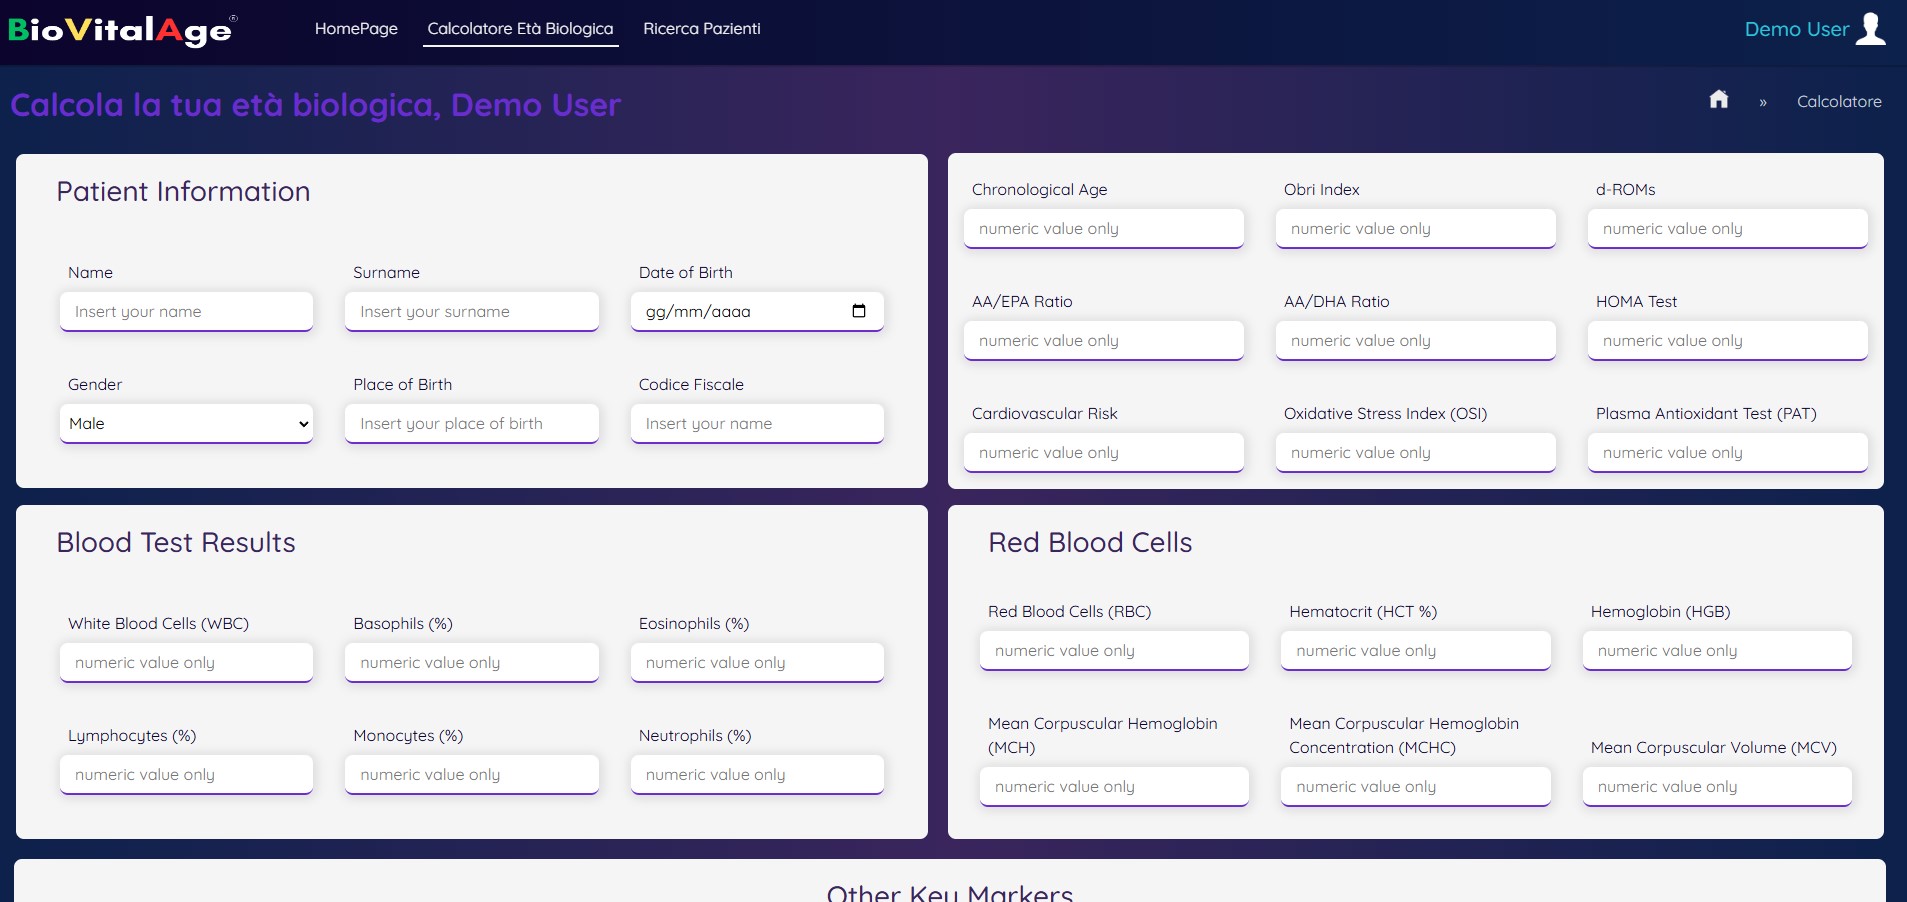 BioVitalAge®
HomePage
Calcolatore Età Biologica
Ricerca Pazienti
Demo User
Calcola la tua età biologica, Demo User
» Calcolatore
Patient Information
Name
Surname
Date of Birth
Insert your name
Insert your surname
gg/mm/aaaa
Gender
Place of Birth
Codice Fiscale
Male
Insert your place of birth
Insert your name
Chronological Age
Obri Index
d-ROMs
numeric value only
numeric value only
numeric value only
AA/EPA Ratio
AA/DHA Ratio
HOMA Test
numeric value only
numeric value only
numeric value only
Cardiovascular Risk
Oxidative Stress Index (OSI)
Plasma Antioxidant Test (PAT)
numeric value only
numeric value only
numeric value only
Blood Test Results
White Blood Cells (WBC)
Basophils (%)
Eosinophils (%)
numeric value only
numeric value only
numeric value only
Lymphocytes (%)
Monocytes (%)
Neutrophils (%)
numeric value only
numeric value only
numeric value only
Red Blood Cells
Red Blood Cells (RBC)
Hematocrit (HCT %)
Hemoglobin (HGB)
numeric value only
numeric value only
numeric value only
Mean Corpuscular Hemoglobin
(MCH)
Mean Corpuscular Hemoglobin
Concentration (MCHC)
Mean Corpuscular Volume (MCV)
numeric value only
numeric value only
numeric value only
Other Key Markers